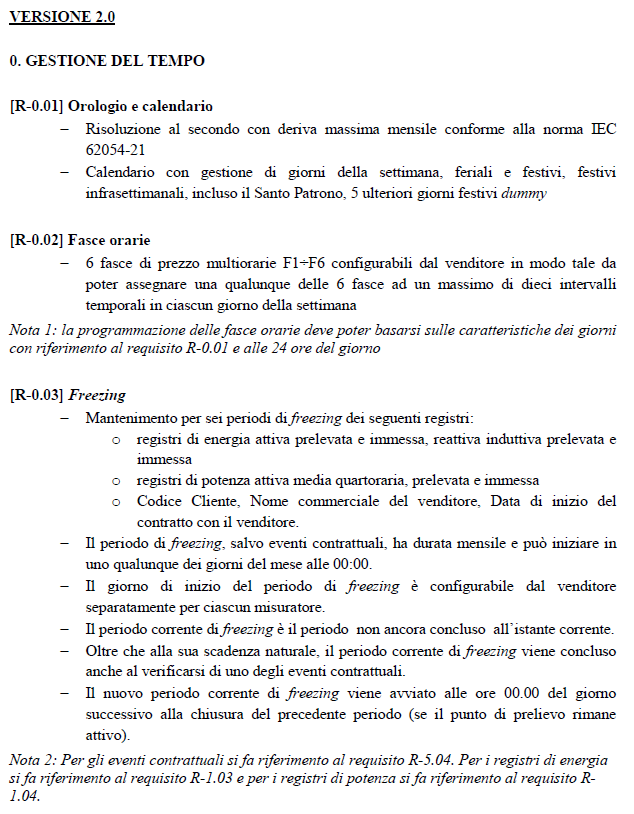 VERSIONE 2.0
0. GESTIONE DEL TEMPO
[R-0.01] Orologio e calendario
– Risoluzione al secondo con deriva massima mensile conforme alla norma IEC
62054-21
– Calendario con gestione di giorni della settimana, feriali e festivi, festivi
infrasettimanali, incluso il Santo Patrono, 5 ulteriori giorni festivi dummy
[R-0.02] Fasce orarie
– 6 fasce di prezzo multiorarie F1÷F6 configurabili dal venditore in modo tale da
poter assegnare una qualunque delle 6 fasce ad un massimo di dieci intervalli
temporali in ciascun giorno della settimana
Nota 1: la programmazione delle fasce orarie deve poter basarsi sulle caratteristiche dei giorni
con riferimento al requisito R-0.01 e alle 24 ore del giorno
[R-0.03] Freezing
– Mantenimento per sei periodi di freezing dei seguenti registri:
o registri di energia attiva prelevata e immessa, reattiva induttiva prelevata e
immessa
o registri di potenza attiva media quartoraria, prelevata e immessa
o Codice Cliente, Nome commerciale del venditore, Data di inizio del
contratto con il venditore.
– Il periodo di freezing, salvo eventi contrattuali, ha durata mensile e può iniziare in
uno qualunque dei giorni del mese alle 00:00.
– Il giorno di inizio del periodo di freezing è configurabile dal venditore
separatamente per ciascun misuratore.
– Il periodo corrente di freezing è il periodo non ancora concluso all'istante corrente.
– Oltre che alla sua scadenza naturale, il periodo corrente di freezing viene concluso
anche al verificarsi di uno degli eventi contrattuali.
– Il nuovo periodo corrente di freezing viene avviato alle ore 00.00 del giorno
successivo alla chiusura del precedente periodo (se il punto di prelievo rimane
attivo).
Nota 2: Per gli eventi contrattuali si fa riferimento al requisito R-5.04. Per i registri di energia
si fa riferimento al requisito R-1.03 e per i registri di potenza si fa riferimento al requisito R-
1.04.